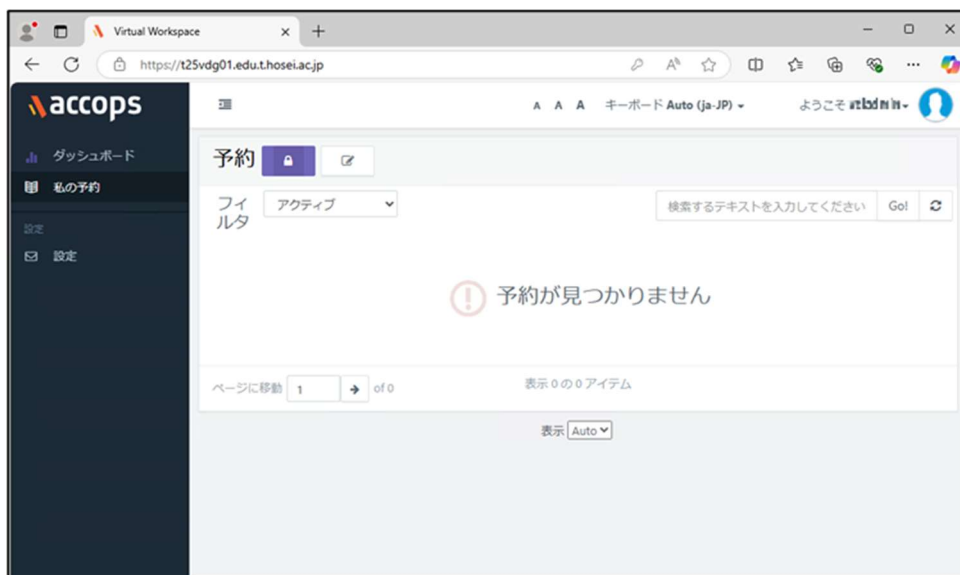 Virtual Workspace
https://t25vdg01.edu.t.hosei.ac.jp
accops
A A A キーボード Auto (ja-JP) ようこそ
ダッシュボード
私の予約
設定
設定
予約
フィルタ アクティブ 検索するテキストを入力してください Go!
予約が見つかりません
ページに移動 1 of 0 表示 0 の 0 アイテム
表示 Auto